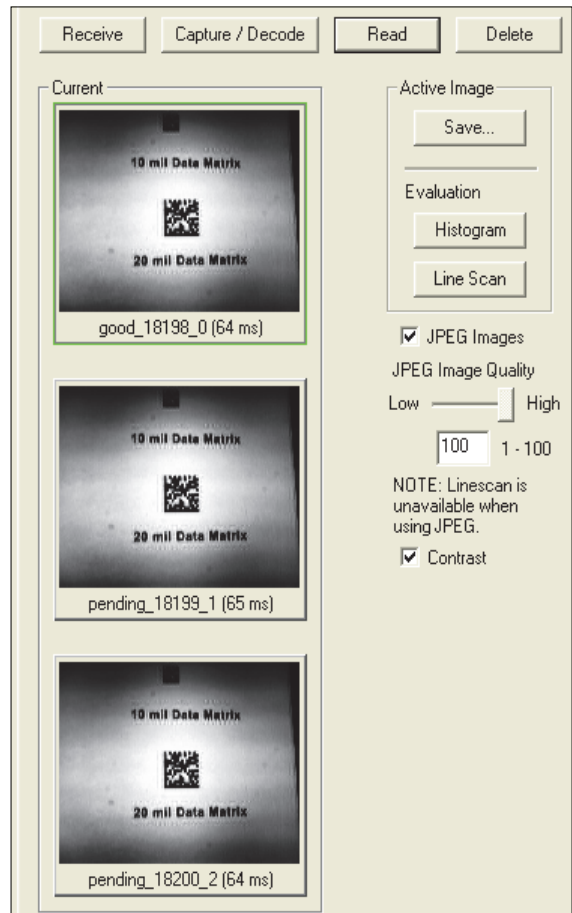 Receive Capture / Decode Read Delete
Current
10 mil Data Matrix
20 mil Data Matrix
good_18198_0 (64 ms)
10 mil Data Matrix
20 mil Data Matrix
pending_18199_1 (65 ms)
10 mil Data Matrix
20 mil Data Matrix
pending_18200_2 (64 ms)
Active Image
Save...
Evaluation
Histogram
Line Scan
JPEG Images
JPEG Image Quality
Low High
100 1 - 100
NOTE: Linescan is
unavailable when
using JPEG.
Contrast